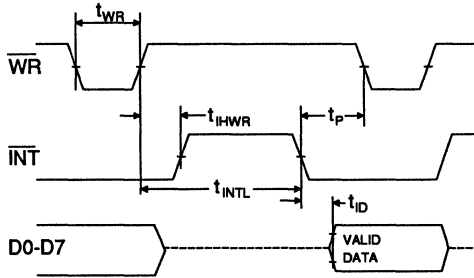 tWR
WR
tIHWR
tP
INT
tINTL
tID
D0-D7
VALID
DATA